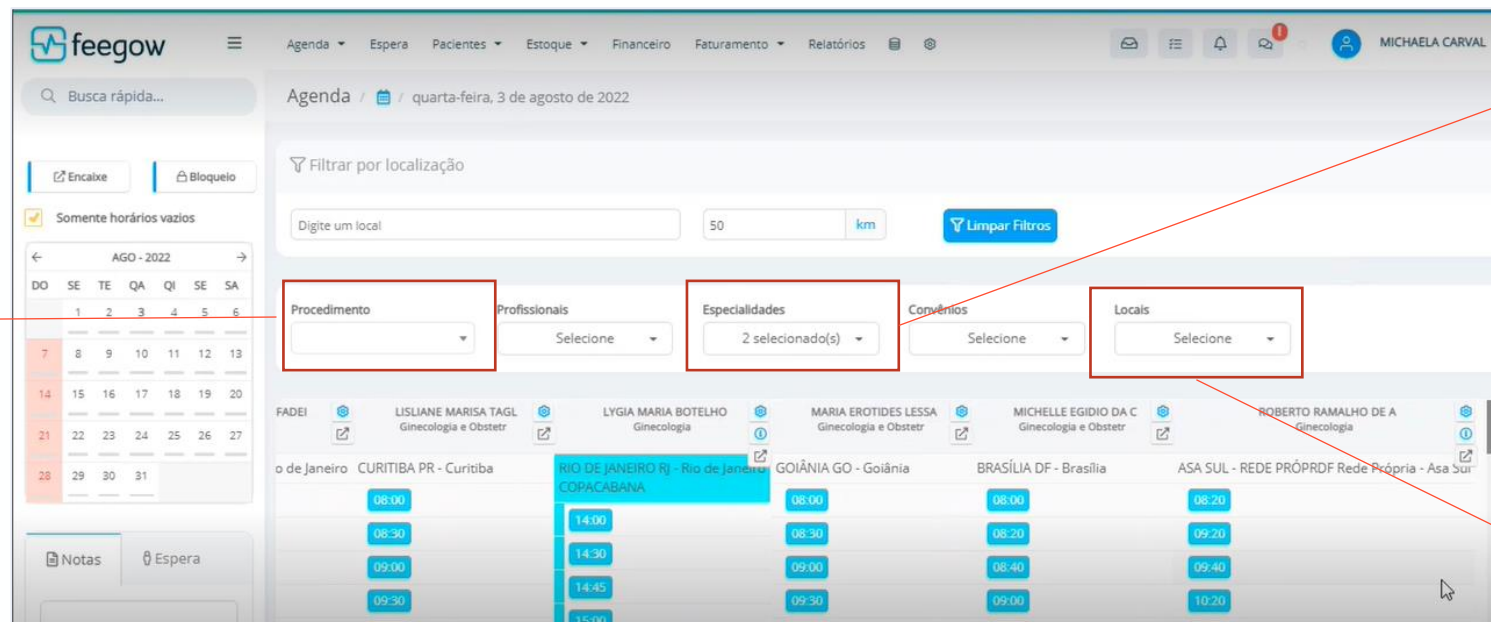 feegow
Agenda Espera Pacientes Estoque Financeiro Faturamento Relatórios
1
MICHAELA CARVAL
Busca rápida...
Agenda / / quarta-feira, 3 de agosto de 2022
Encaixe Bloqueio
Somente horários vazios
AGO - 2022
DO SE TE QA QI SE SA
1 2 3 4 5 6
7 8 9 10 11 12 13
14 15 16 17 18 19 20
21 22 23 24 25 26 27
28 29 30 31
Notas Espera
Filtrar por localização
Digite um local 50 km Limpar Filtros
Procedimento Profissionais Especialidades Convênios Locais
Selecione 2 selecionado(s) Selecione Selecione
FADEI LISLIANE MARISA TAGL LYGIA MARIA BOTELHO MARIA EROTIDES LESSA MICHELLE EGIDIO DA C ROBERTO RAMALHO DE A
Ginecologia e Obstetr Ginecologia Ginecologia e Obstetr Ginecologia e Obstetr Ginecologia
o de Janeiro CURITIBA PR - Curitiba RIO DE JANEIRO RJ - Rio de Janeiro GOIÂNIA GO - Goiânia BRASÍLIA DF - Brasília ASA SUL - REDE PRÓPRDF Rede Própria - Asa Sul
COPACABANA
08:00 14:00 08:00 08:00 08:20
08:30 14:30 08:30 08:20 09:20
09:00 14:45 09:00 08:40 09:40
09:30 15:00 09:30 09:00 10:20